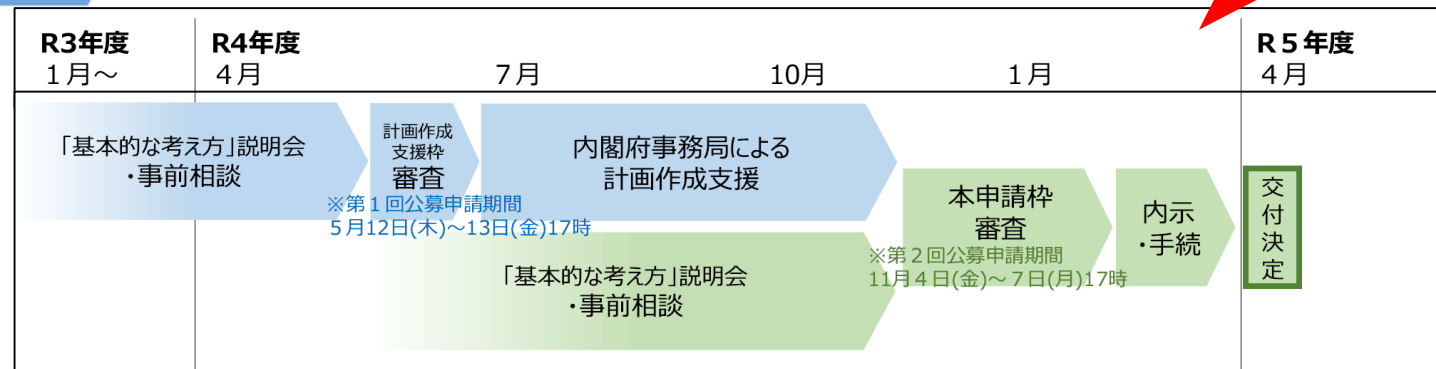 R3年度
1月～
R4年度
4月
7月
10月
1月
R５年度
4月
「基本的な考え方」説明会
・事前相談
計画作成
支援枠
審査
※第１回公募申請期間
５月12日(木)～13日(金)17時
内閣府事務局による
計画作成支援
「基本的な考え方」説明会
・事前相談
本申請枠
審査
※第２回公募申請期間
11月４日(金)～７日(月)17時
内示
・手続
交付決定